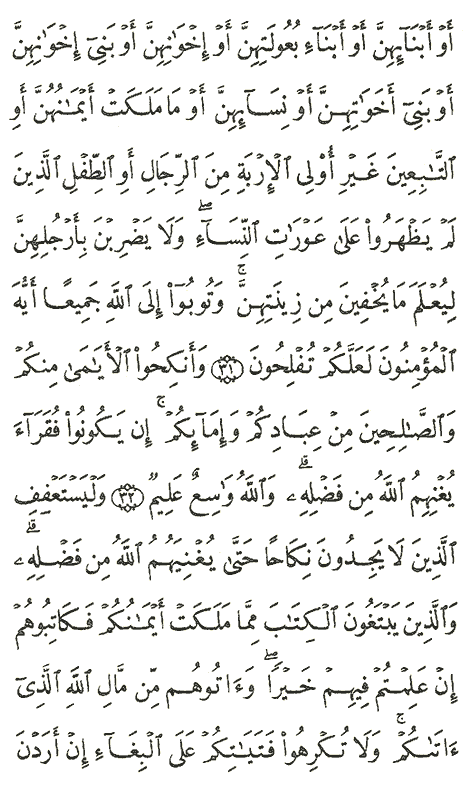 أَوْ أَبْنَآئِهِنَّ أَوْ أَبْنَآءِ بُعُولَتِهِنَّ أَوْ إِخْوَٰنِهِنَّ أَوْ بَنِىٓ إِخْوَٰنِهِنَّ
أَوْ بَنِىٓ أَخَوَٰتِهِنَّ أَوْ نِسَآئِهِنَّ أَوْ مَا مَلَكَتْ أَيْمَٰنُهُنَّ أَوِ
ٱلتَّٰبِعِينَ غَيْرِ أُو۟لِى ٱلْإِرْبَةِ مِنَ ٱلرِّجَالِ أَوِ ٱلطِّفْلِ ٱلَّذِينَ
لَمْ يَظْهَرُوا۟ عَلَىٰ عَوْرَٰتِ ٱلنِّسَآءِ ۖ وَلَا يَضْرِبْنَ بِأَرْجُلِهِنَّ
لِيُعْلَمَ مَا يُخْفِينَ مِن زِينَتِهِنَّ ۚ وَتُوبُوٓا۟ إِلَى ٱللَّهِ جَمِيعًا أَيُّهَ
ٱلْمُؤْمِنُونَ لَعَلَّكُمْ تُفْلِحُونَ ٣١ وَأَنكِحُوا۟ ٱلْأَيَٰمَىٰ مِنكُمْ
وَٱلصَّٰلِحِينَ مِنْ عِبَادِكُمْ وَإِمَآئِكُمْ ۚ إِن يَكُونُوا۟ فُقَرَآءَ
يُغْنِهِمُ ٱللَّهُ مِن فَضْلِهِۦ ۗ وَٱللَّهُ وَٰسِعٌ عَلِيمٌ ٣٢ وَلْيَسْتَعْفِفِ
ٱلَّذِينَ لَا يَجِدُونَ نِكَاحًا حَتَّىٰ يُغْنِيَهُمُ ٱللَّهُ مِن فَضْلِهِۦ ۗ
وَٱلَّذِينَ يَبْتَغُونَ ٱلْكِتَٰبَ مِمَّا مَلَكَتْ أَيْمَٰنُكُمْ فَكَاتِبُوهُمْ
إِنْ عَلِمْتُمْ فِيهِمْ خَيْرًا ۖ وَءَاتُوهُم مِّن مَّالِ ٱللَّهِ ٱلَّذِىٓ
ءَاتَىٰكُمْ ۚ وَلَا تُكْرِهُوا۟ فَتَيَٰتِكُمْ عَلَى ٱلْبِغَآءِ إِنْ أَرَدْنَ